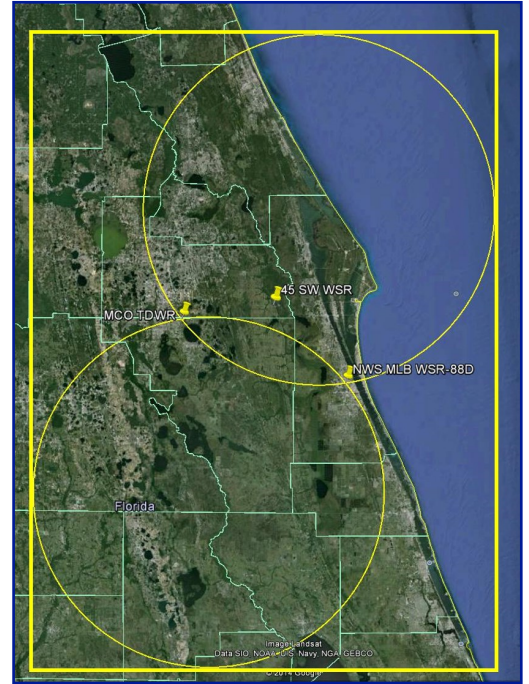 45 SW WSR
MCO TDWR
NWS MLB WSR-88D
Florida
Image Landsat
Data SIO, NOAA, U.S. Navy, NGA, GEBCO
© 2014 Google